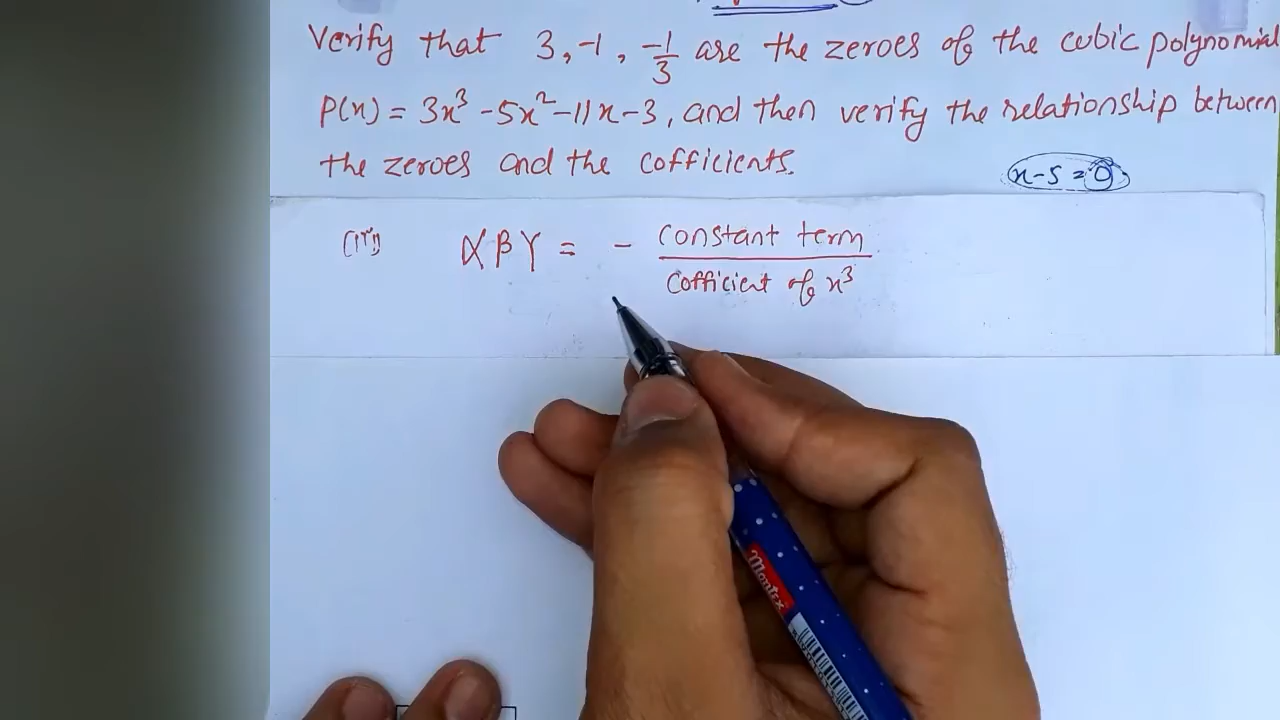 Verify that 3, -1, -1/3 are the zeroes of the cubic polynomial
P(x) = 3x³ - 5x² - 11x - 3, and then verify the relationship between
the zeroes and the cofficients.
x - 5 = 0
(iii) αβγ = - constant term / cofficient of x³
Montex